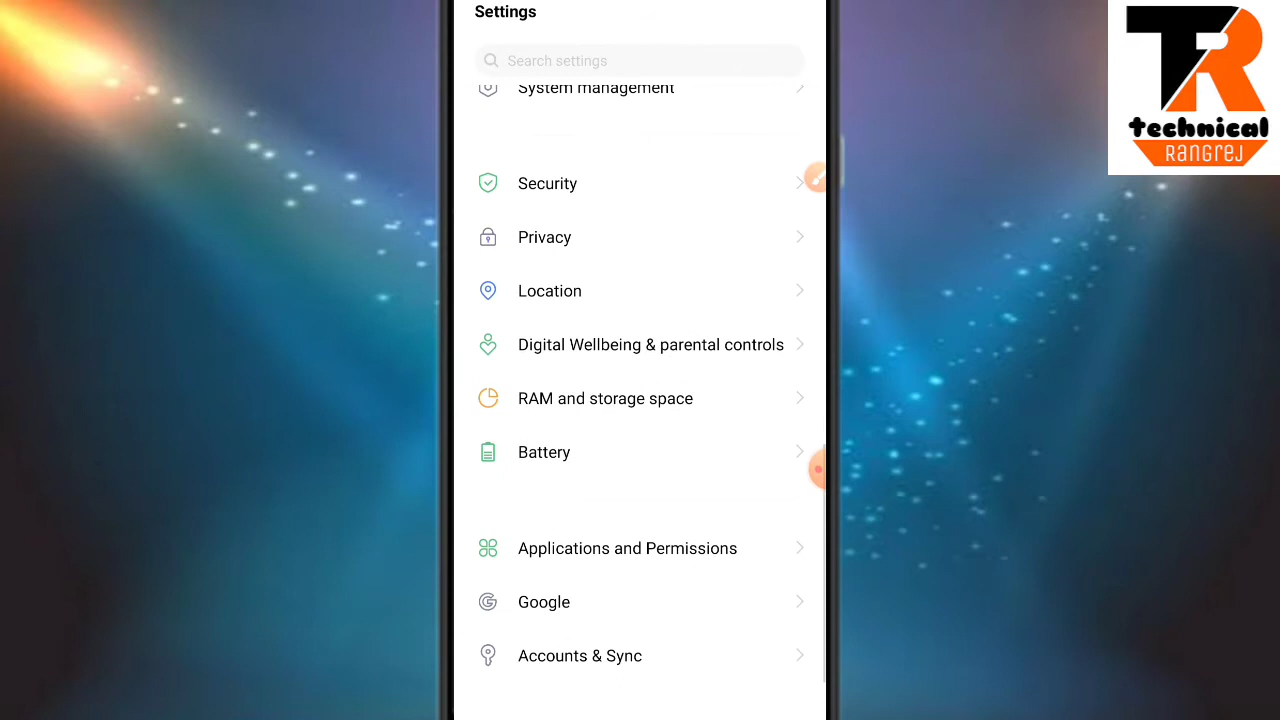 Settings
Search settings
System management
Security
Privacy
Location
Digital Wellbeing & parental controls
RAM and storage space
Battery
Applications and Permissions
Google
Accounts & Sync
TR
technical
Rangrej